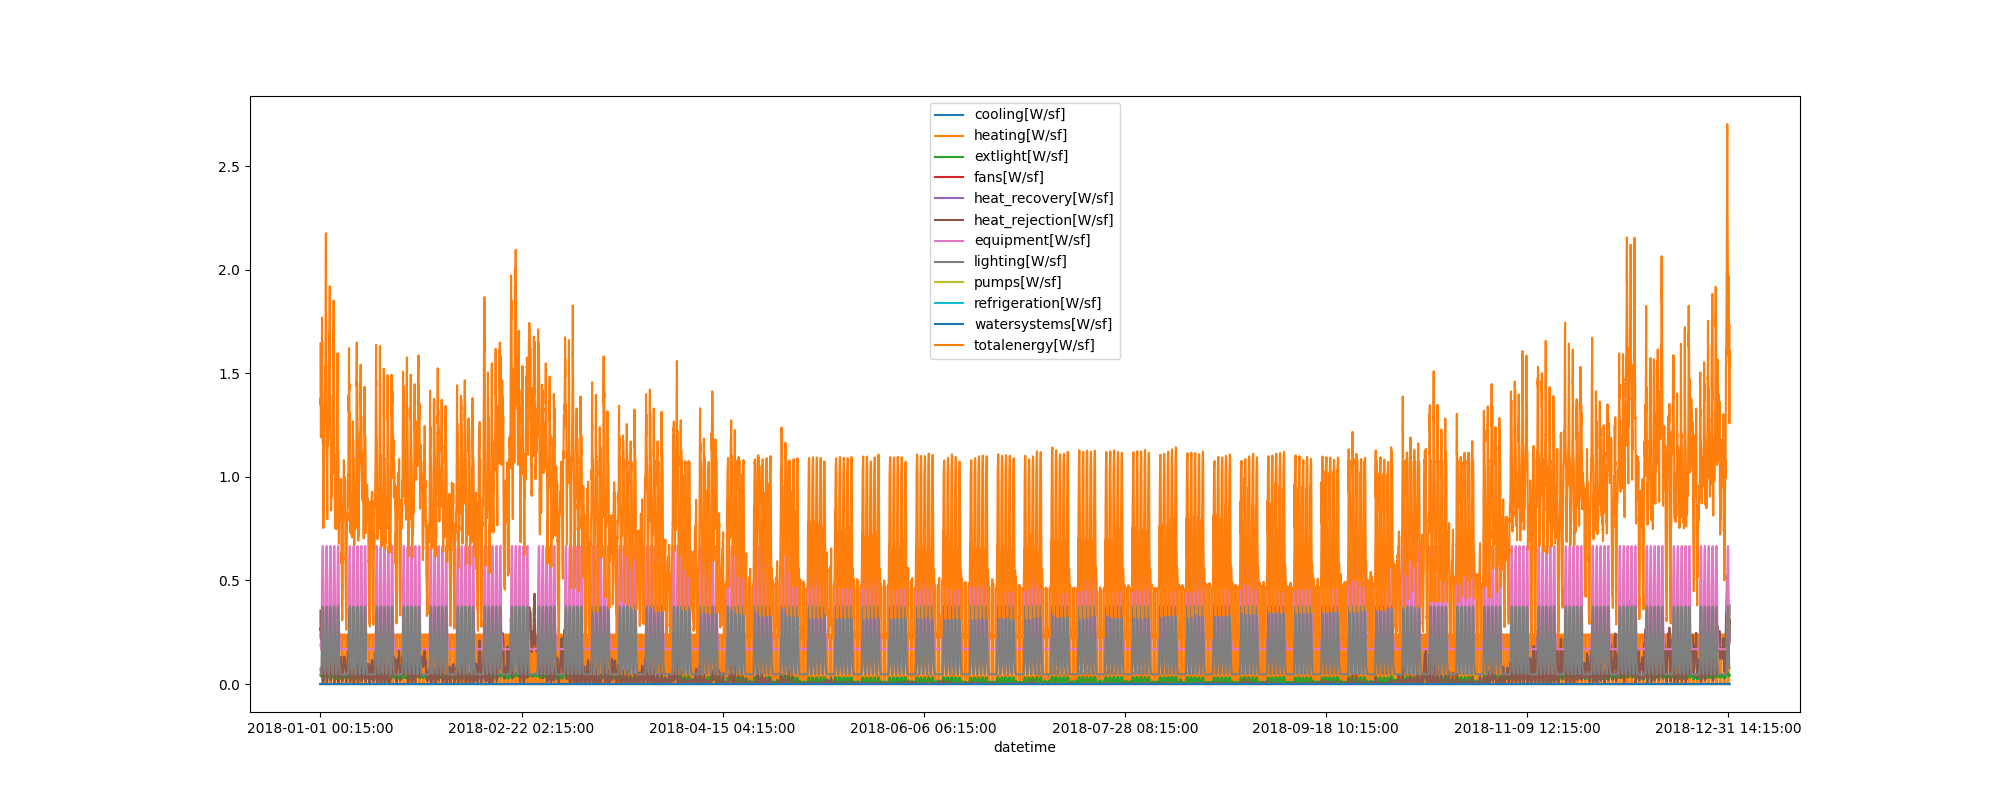 cooling[W/sf]
heating[W/sf]
extlight[W/sf]
fans[W/sf]
heat_recovery[W/sf]
heat_rejection[W/sf]
equipment[W/sf]
lighting[W/sf]
pumps[W/sf]
refrigeration[W/sf]
watersystems[W/sf]
totalenergy[W/sf]
2.5
2.0
1.5
1.0
0.5
0.0
2018-01-01 00:15:00 2018-02-22 02:15:00 2018-04-15 04:15:00 2018-06-06 06:15:00 2018-07-28 08:15:00 2018-09-18 10:15:00 2018-11-09 12:15:00 2018-12-31 14:15:00
datetime